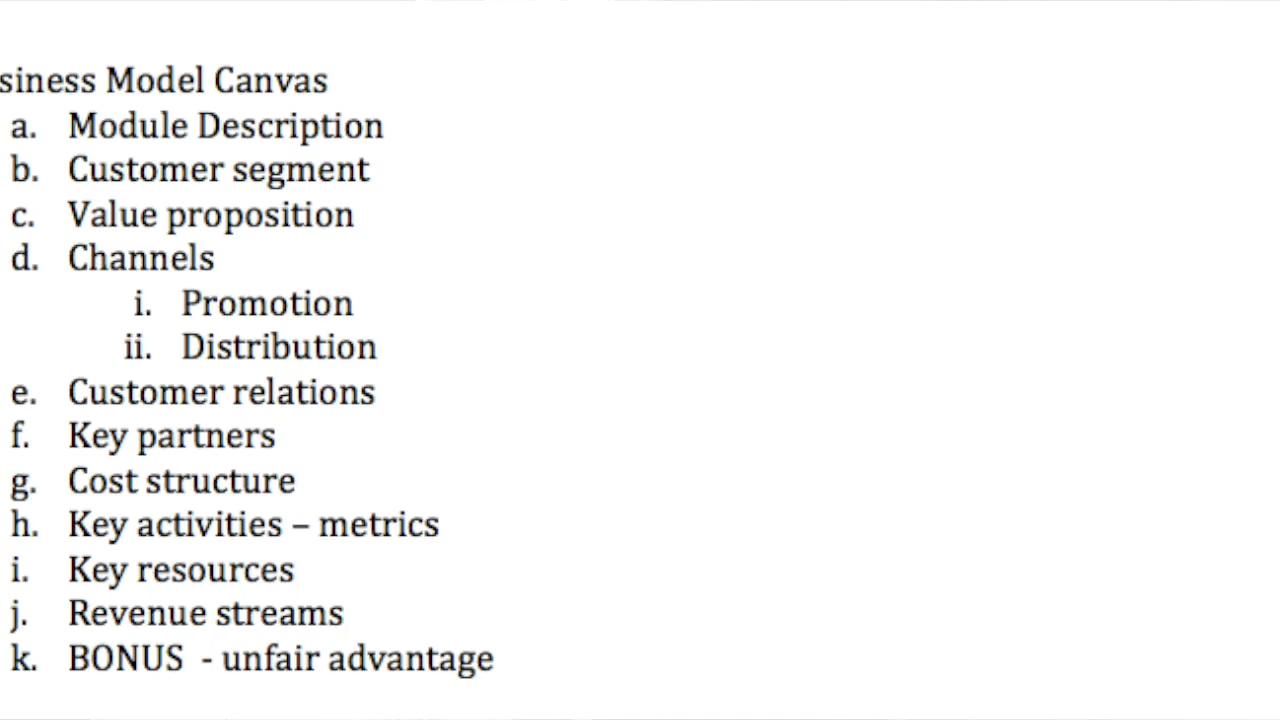 siness Model Canvas
a. Module Description
b. Customer segment
c. Value proposition
d. Channels
i. Promotion
ii. Distribution
e. Customer relations
f. Key partners
g. Cost structure
h. Key activities – metrics
i. Key resources
j. Revenue streams
k. BONUS - unfair advantage